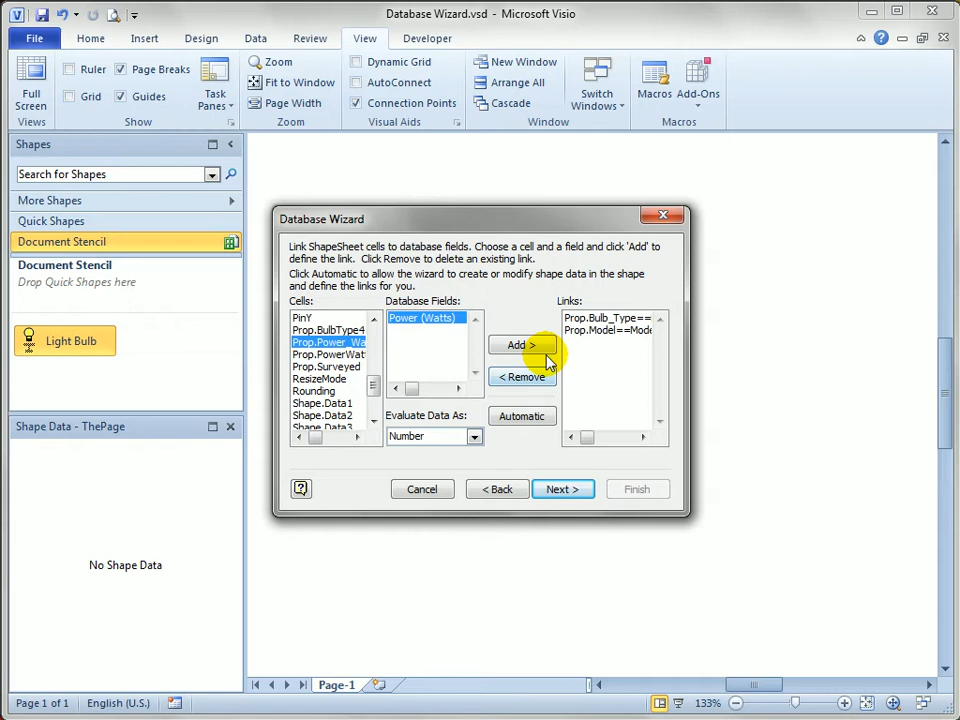 Database Wizard.vsd - Microsoft Visio
File Home Insert Design Data Review View Developer
Full Screen
Views
Ruler
Grid
Page Breaks
Guides
Task Panes
Show
Zoom
Fit to Window
Page Width
Zoom
Dynamic Grid
AutoConnect
Connection Points
Visual Aids
New Window
Arrange All
Cascade
Switch Windows
Window
Macros
Add-Ons
Macros
Shapes
Search for Shapes
More Shapes
Quick Shapes
Document Stencil
Document Stencil
Drop Quick Shapes here
Light Bulb
Shape Data - ThePage
No Shape Data
Database Wizard
Link ShapeSheet cells to database fields. Choose a cell and a field and click 'Add' to
define the link. Click Remove to delete an existing link.
Click Automatic to allow the wizard to create or modify shape data in the shape
and define the links for you.
Cells:
PinY
Prop.BulbType4
Prop.Power_Wa
Prop.PowerWat
Prop.Surveyed
ResizeMode
Rounding
Shape.Data1
Shape.Data2
Shape.Data3
Database Fields:
Power (Watts)
Evaluate Data As:
Number
Add >
< Remove
Automatic
Links:
Prop.Bulb_Type==
Prop.Model==Mode
Cancel
< Back
Next >
Finish
Page-1
Page 1 of 1
English (U.S.)
133%